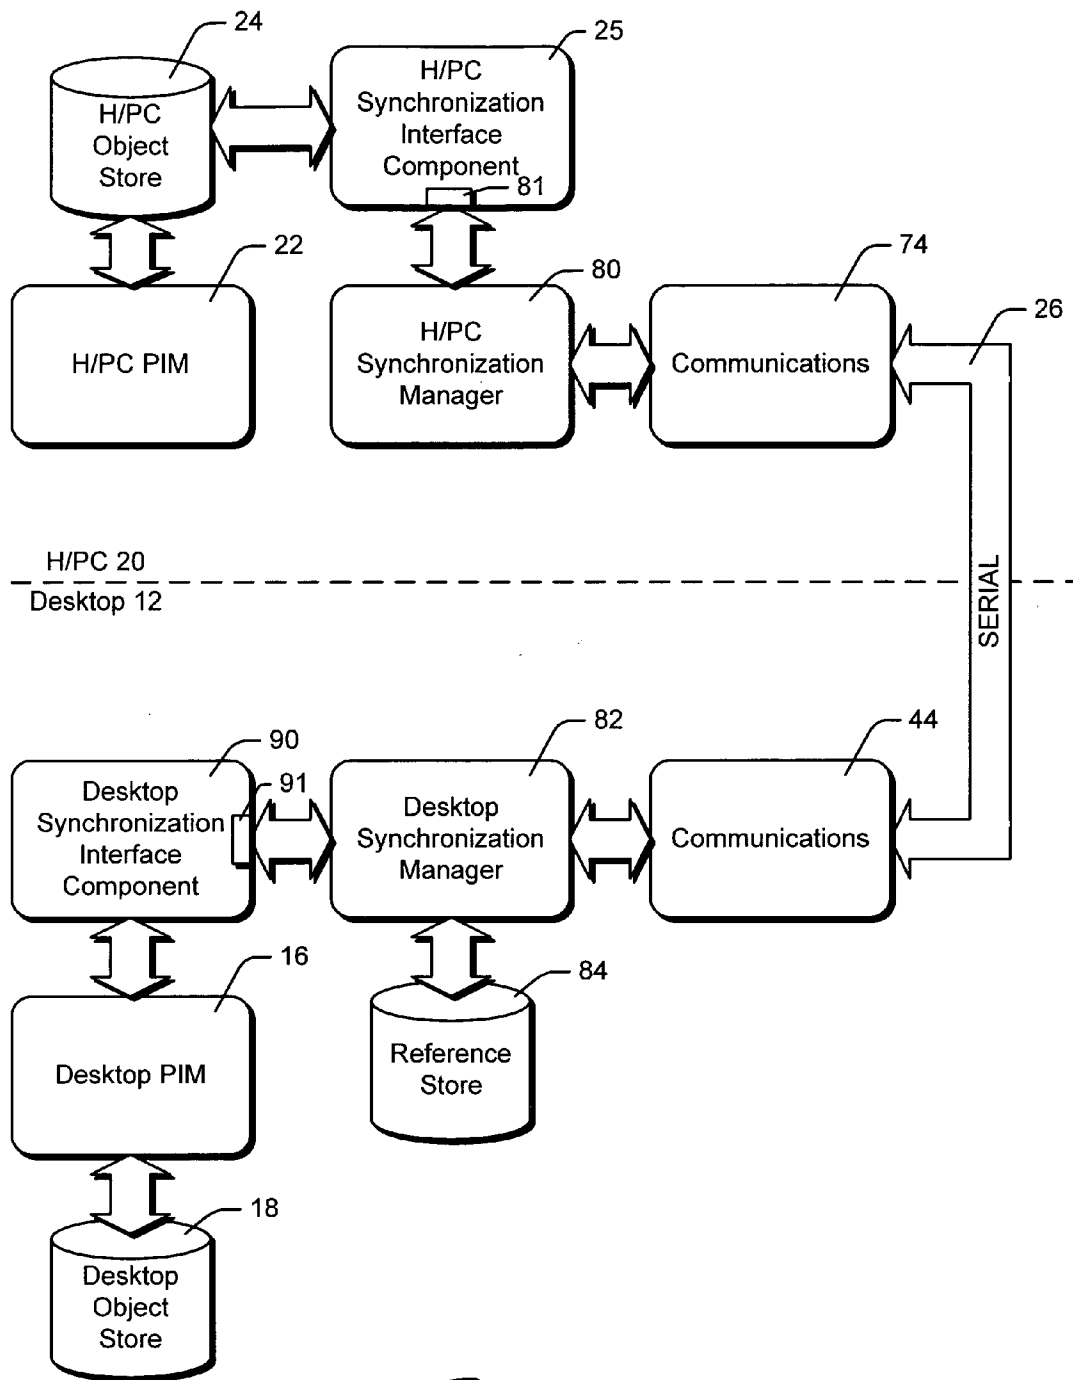 24
25
H/PC
Object
Store
H/PC
Synchronization
Interface
Component
81
22
80
74
26
H/PC PIM
H/PC
Synchronization
Manager
Communications
H/PC 20
Desktop 12
SERIAL
90
91
82
44
Desktop
Synchronization
Interface
Component
Desktop
Synchronization
Manager
Communications
16
84
Desktop PIM
Reference
Store
18
Desktop
Object
Store